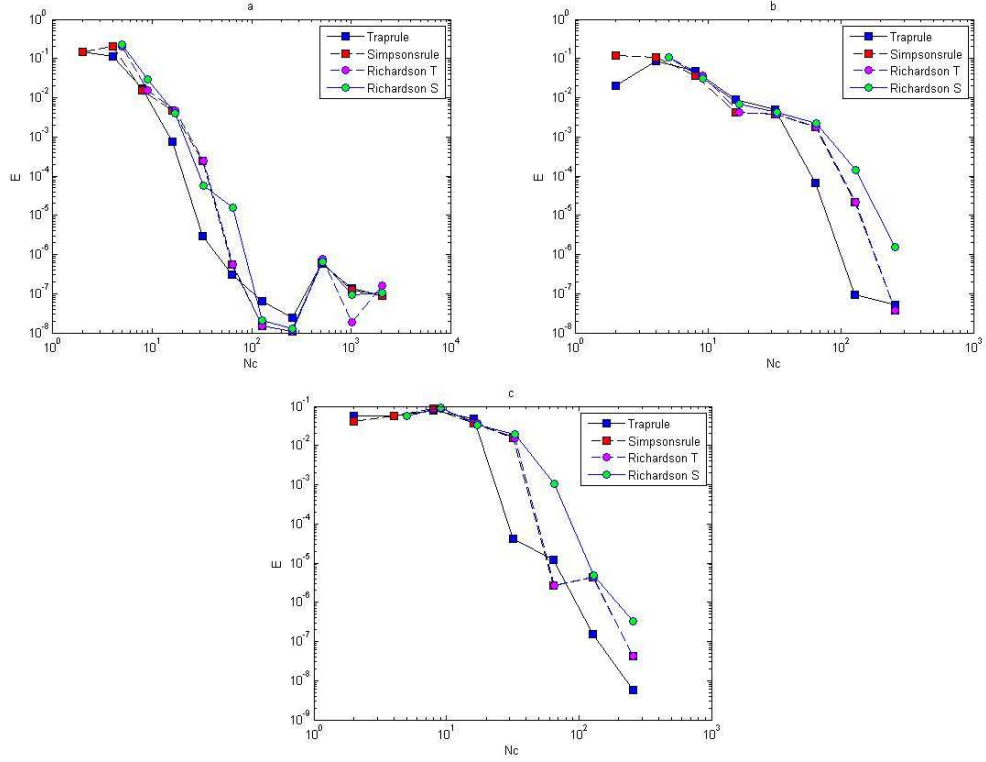 a
10^0
10^-1
10^-2
10^-3
10^-4
10^-5
10^-6
10^-7
10^-8
E
10^0
10^1
10^2
10^3
10^4
Nc
Traprule
Simpsonsrule
Richardson T
Richardson S
b
10^0
10^-1
10^-2
10^-3
10^-4
10^-5
10^-6
10^-7
10^-8
E
10^0
10^1
10^2
10^3
Nc
Traprule
Simpsonsrule
Richardson T
Richardson S
c
10^-1
10^-2
10^-3
10^-4
10^-5
10^-6
10^-7
10^-8
10^-9
E
10^0
10^1
10^2
10^3
Nc
Traprule
Simpsonsrule
Richardson T
Richardson S